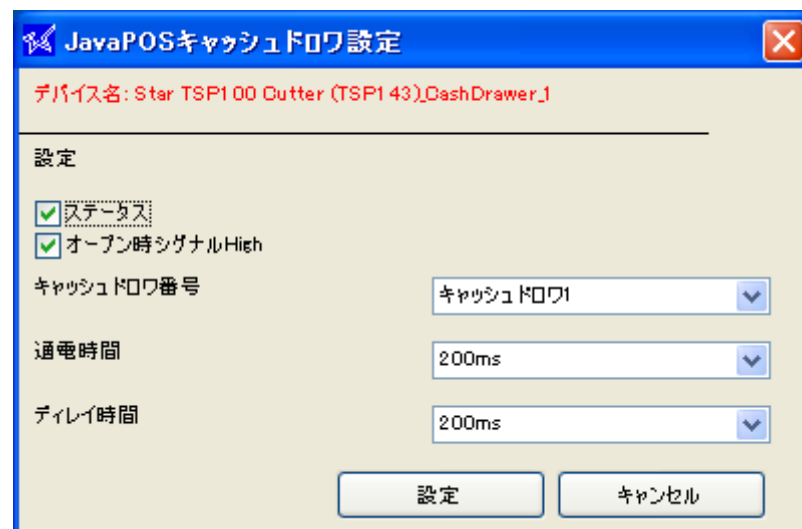 JavaPOSキャッシュドロワ設定
デバイス名: Star TSP100 Cutter (TSP143)_CashDrawer_1
設定
ステータス
オープン時シグナルHigh
キャッシュドロワ番号 キャッシュドロワ1
通電時間 200ms
ディレイ時間 200ms
設定 キャンセル